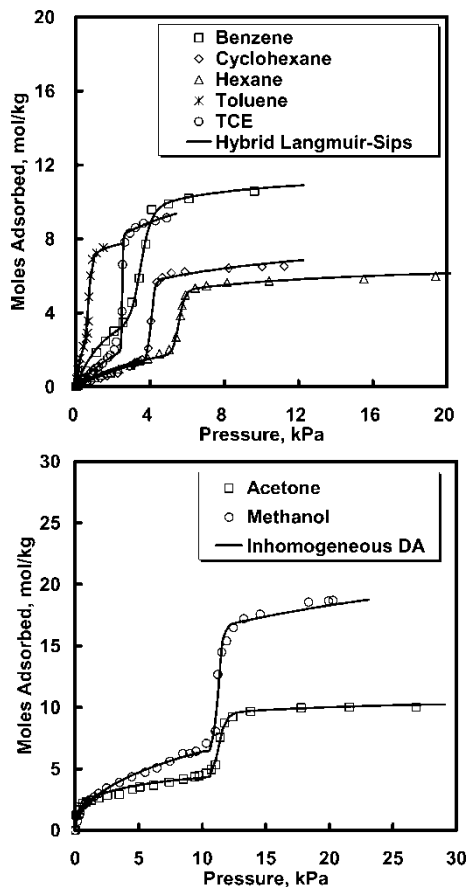 20
16
12
8
4
0
Moles Adsorbed, mol/kg
Benzene
Cyclohexane
Hexane
Toluene
TCE
Hybrid Langmuir-Sips
0 4 8 12 16 20
Pressure, kPa
30
25
20
15
10
5
0
Moles Adsorbed, mol/kg
Acetone
Methanol
Inhomogeneous DA
0 5 10 15 20 25 30
Pressure, kPa